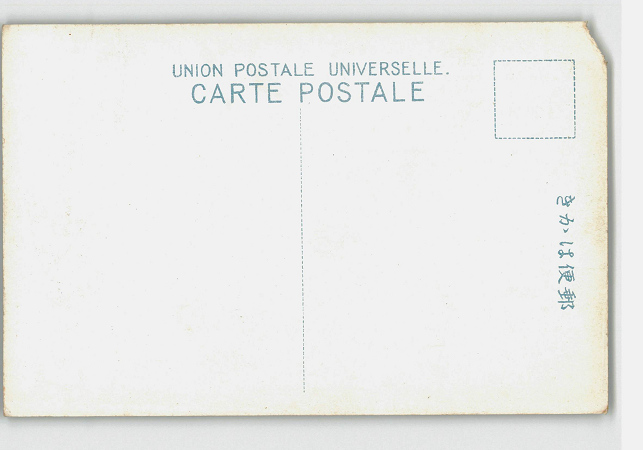 UNION POSTALE UNIVERSELLE.
CARTE POSTALE
郵便はかき